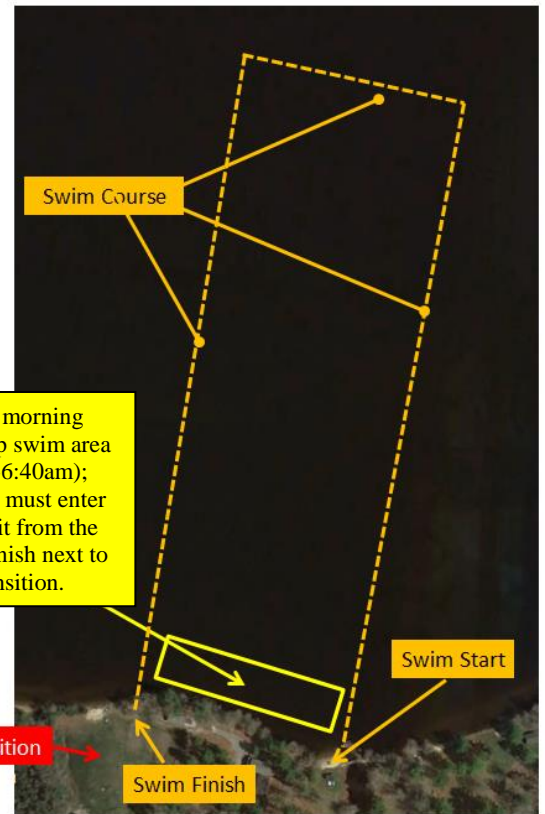 Swim Course
morning
p swim area
6:40am);
must enter
it from the
nish next to
nsition.
Swim Start
ition
Swim Finish